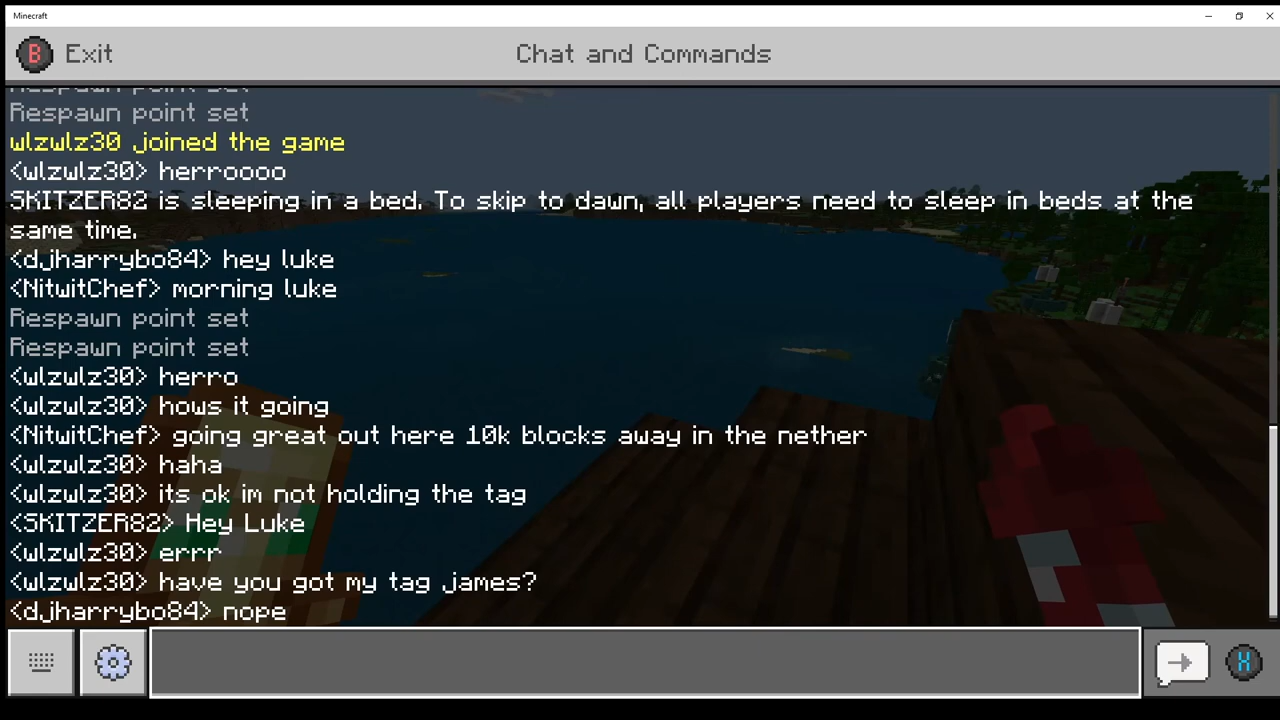 Minecraft
B Exit
Chat and Commands
Respawn point set
Respawn point set
wlzwlz30 joined the game
<wlzwlz30> herroooo
SKITZER82 is sleeping in a bed. To skip to dawn, all players need to sleep in beds at the
same time.
<djharrybo84> hey luke
<NitwitChef> morning luke
Respawn point set
Respawn point set
<wlzwlz30> herro
<wlzwlz30> hows it going
<NitwitChef> going great out here 10k blocks away in the nether
<wlzwlz30> haha
<wlzwlz30> its ok im not holding the tag
<SKITZER82> Hey Luke
<wlzwlz30> errr
<wlzwlz30> have you got my tag james?
<djharrybo84> nope
X